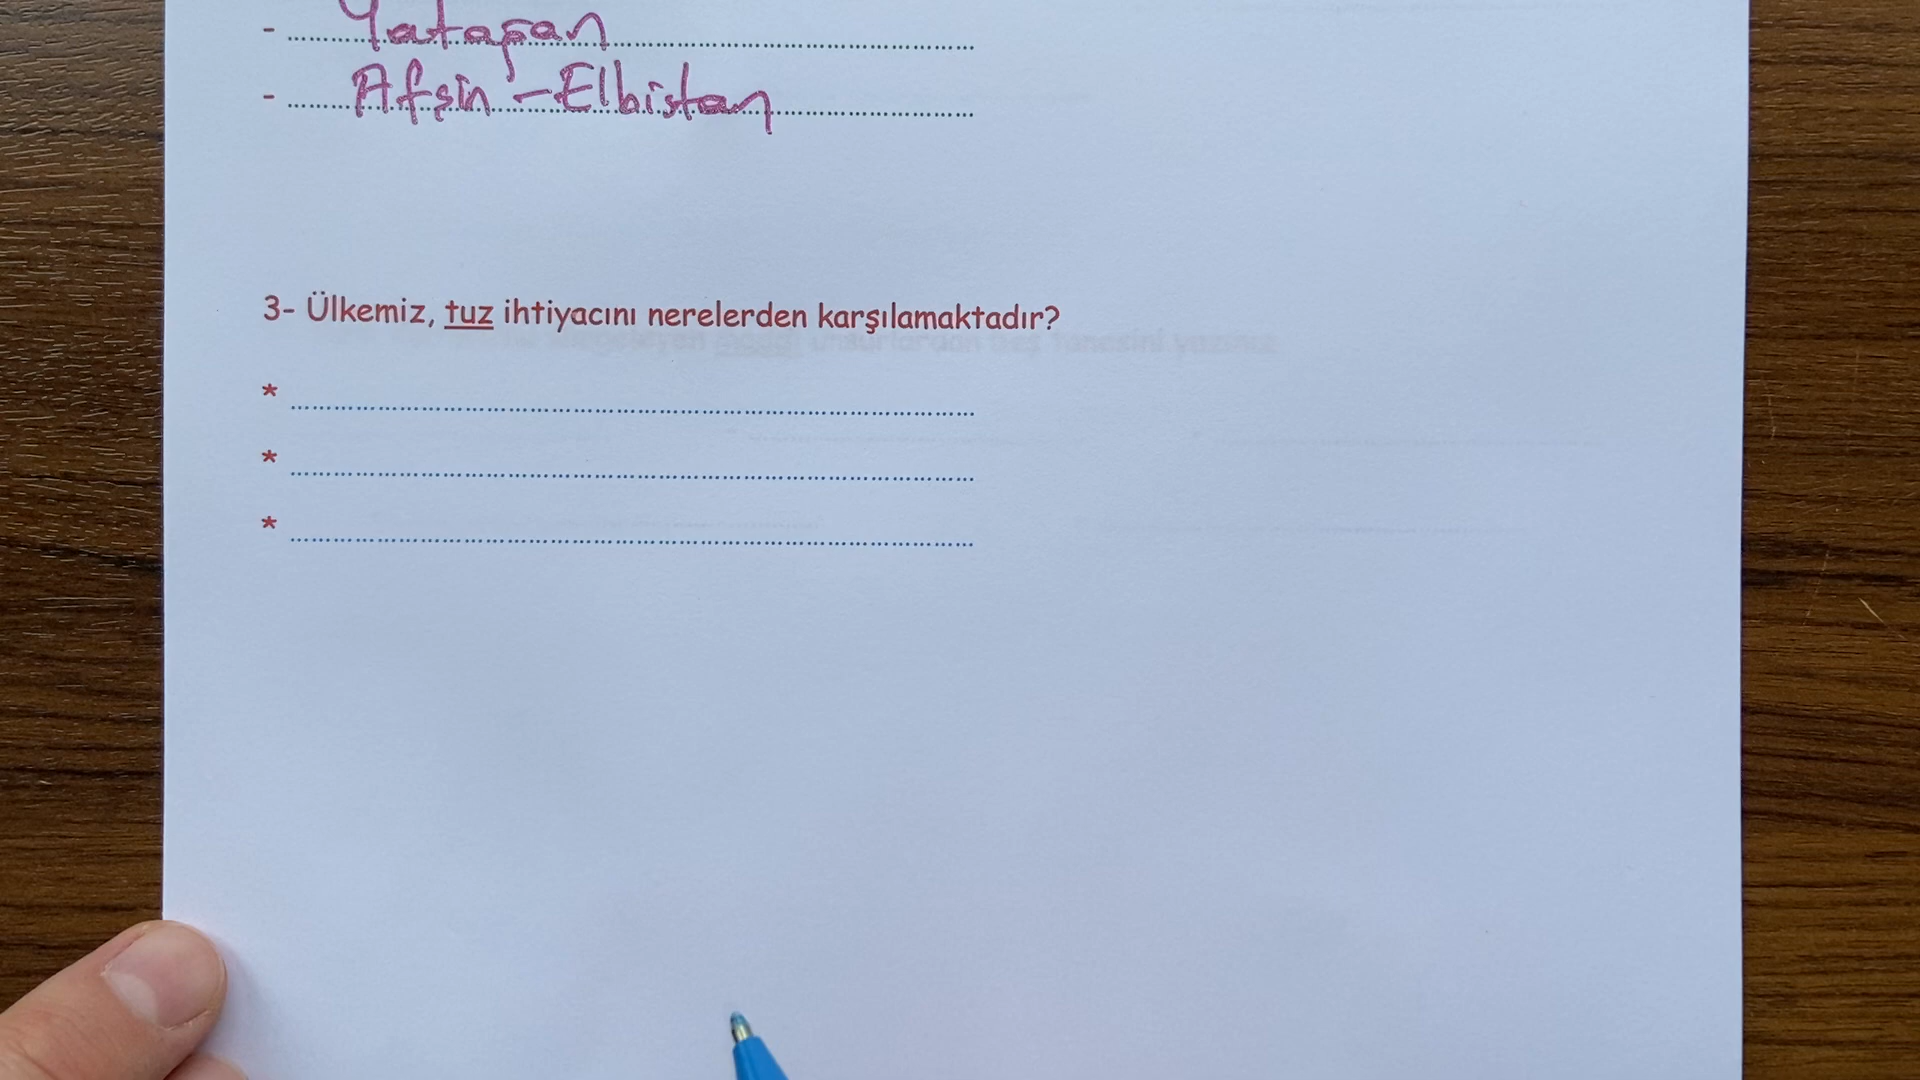 - Yatağan
- Afşin - Elbistan
3- Ülkemiz, tuz ihtiyacını nerelerden karşılamaktadır?
*
*
*